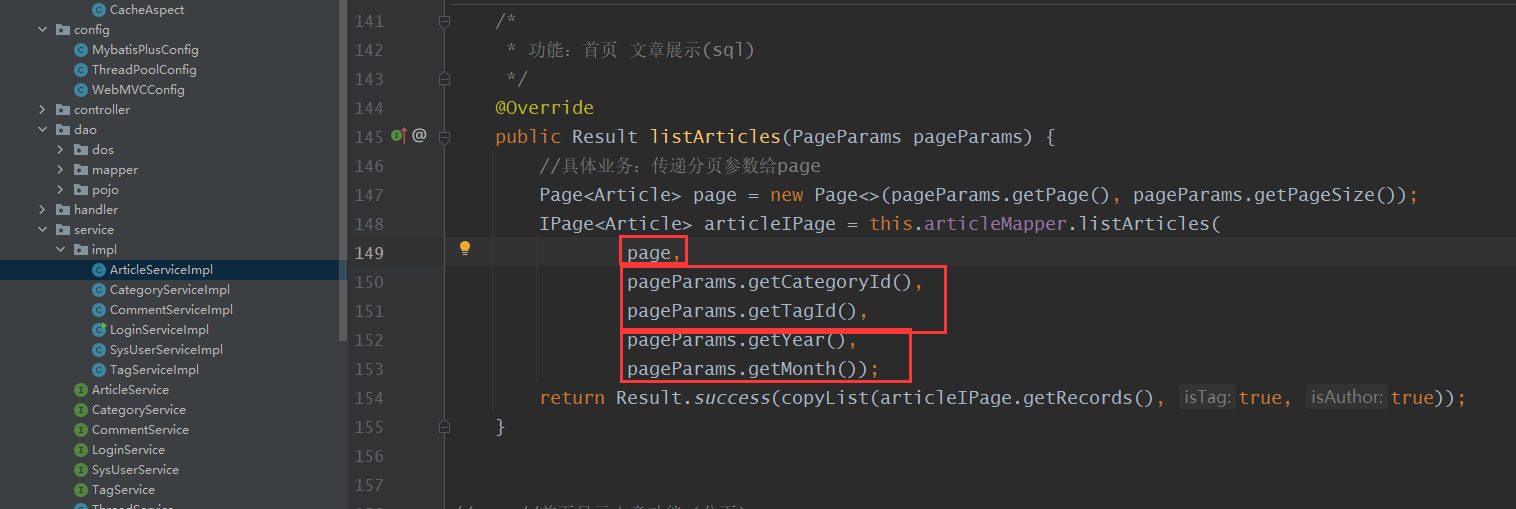 CacheAspect
config
MybatisPlusConfig
ThreadPoolConfig
WebMVCConfig
controller
dao
dos
mapper
pojo
handler
service
impl
ArticleServiceImpl
CategoryServiceImpl
CommentServiceImpl
LoginServiceImpl
SysUserServiceImpl
TagServiceImpl
ArticleService
CategoryService
CommentService
LoginService
SysUserService
TagService
ThreadService
141 /*
142 * 功能：首页 文章展示(sql)
143 */
144 @Override
145 @ public Result listArticles(PageParams pageParams) {
146 //具体业务：传递分页参数给page
147 Page<Article> page = new Page<>(pageParams.getPage(), pageParams.getPageSize());
148 IPage<Article> articleIPage = this.articleMapper.listArticles(
149 page,
150 pageParams.getCategoryId(),
151 pageParams.getTagId(),
152 pageParams.getYear(),
153 pageParams.getMonth());
154 return Result.success(copyList(articleIPage.getRecords(), isTag: true, isAuthor: true));
155 }
156
157